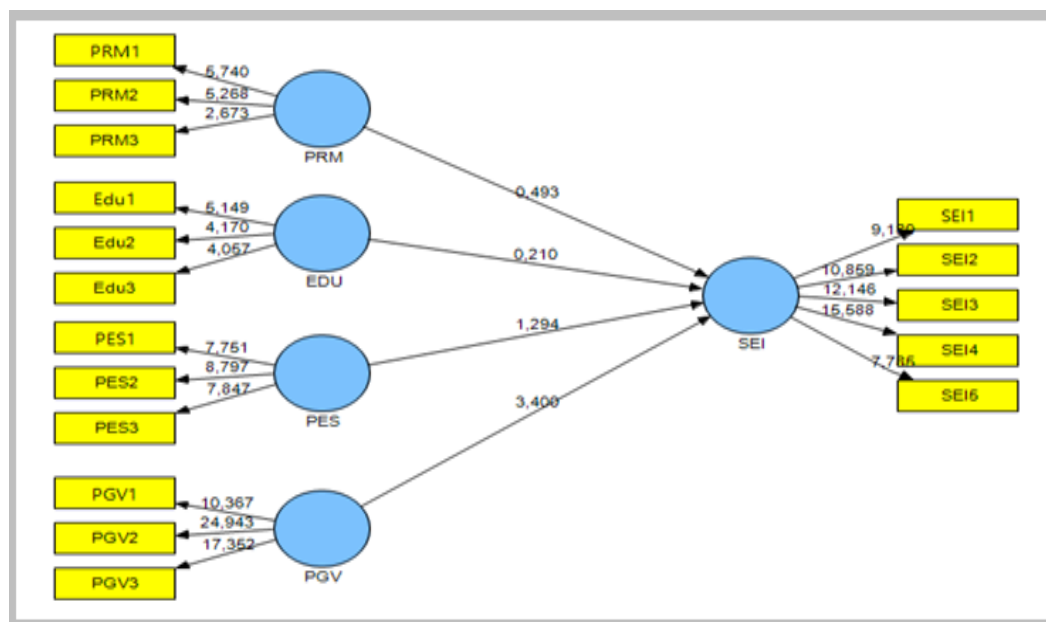 PRM1
5,740
PRM2
5,268
PRM3
2,673
PRM
Edu1
5,149
Edu2
4,170
Edu3
4,057
EDU
PES1
7,751
PES2
8,797
PES3
7,847
PES
PGV1
10,367
PGV2
24,943
PGV3
17,352
PGV
0,493
0,210
1,294
3,400
SEI
SEI1
10,859
SEI2
12,146
SEI3
15,588
SEI4
SEI5